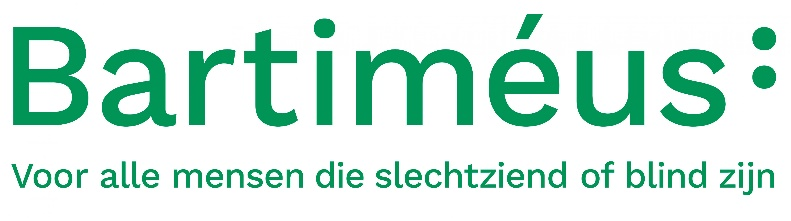 Bartiméus:
Voor alle mensen die slechtziend of blind zijn